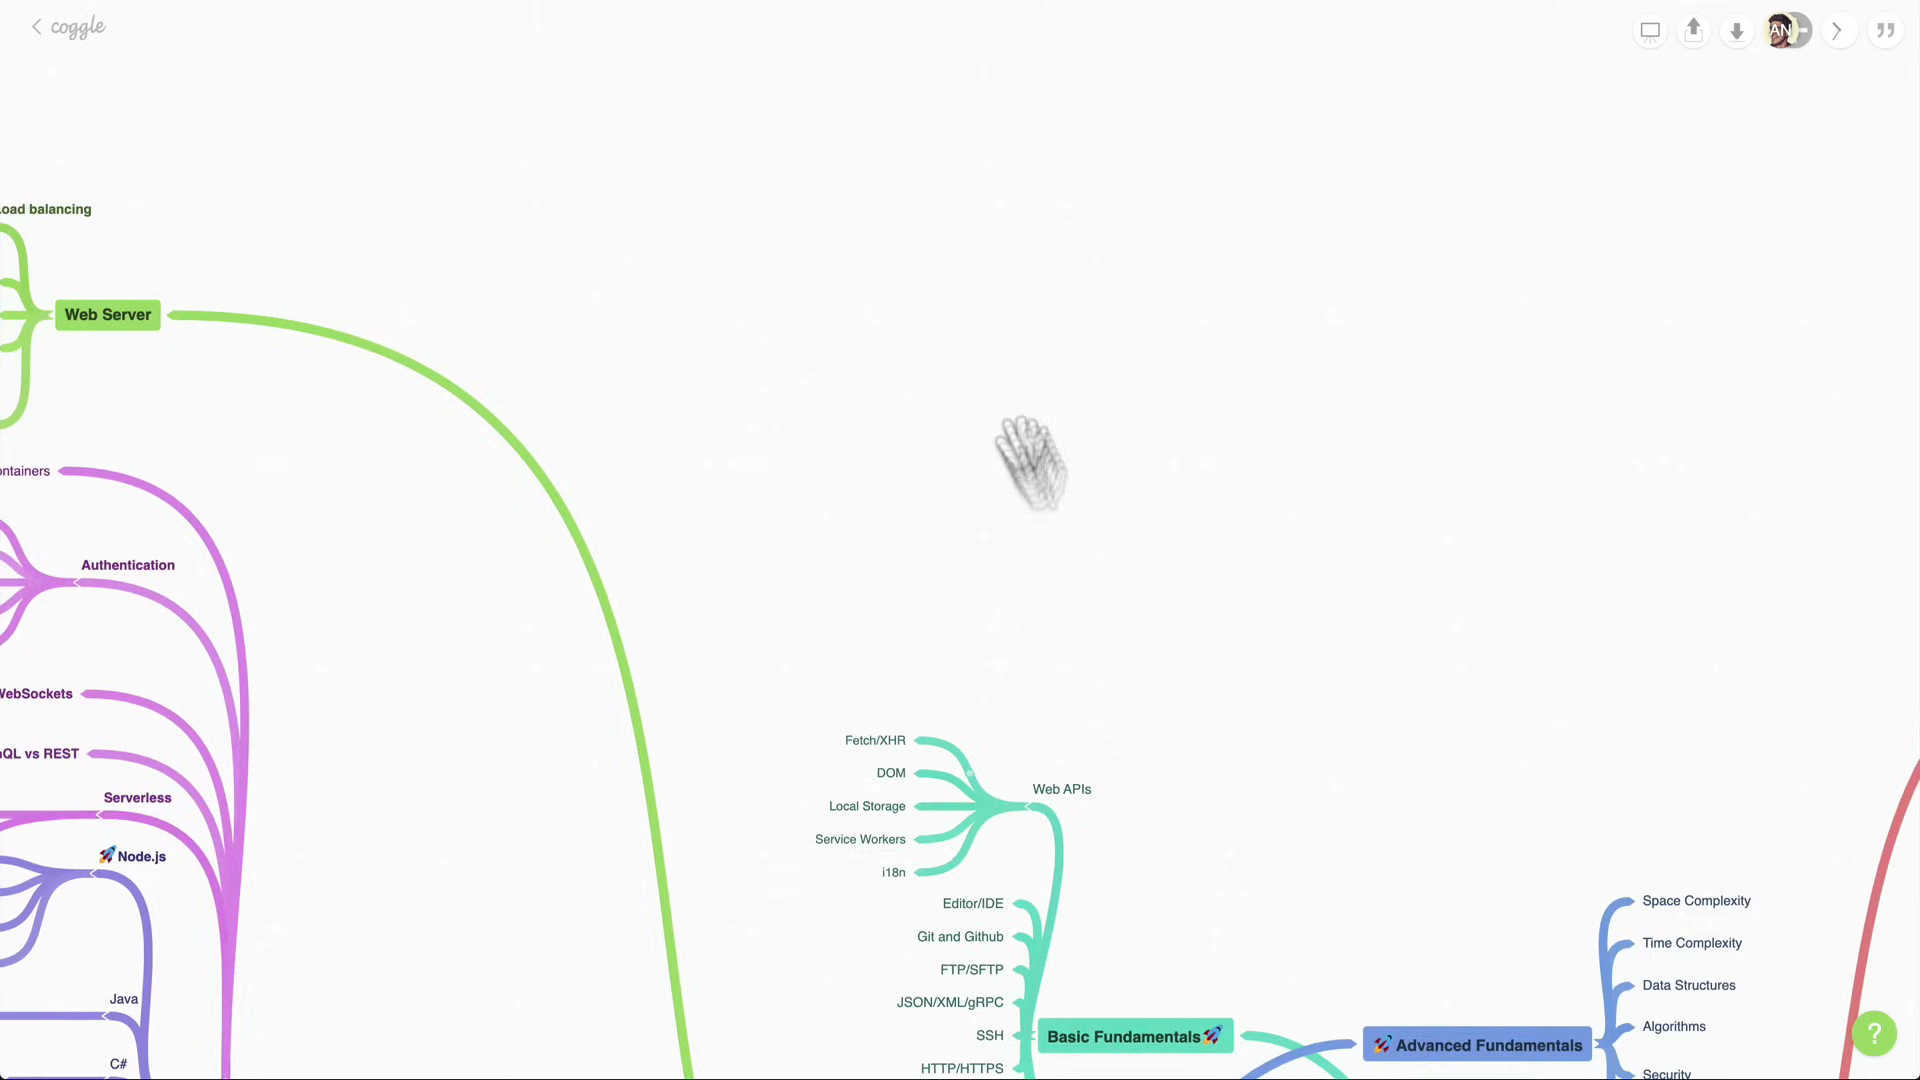 coggle
AN
oad balancing
Web Server
ontainers
Authentication
WebSockets
QL vs REST
Serverless
Node.js
Java
C#
Fetch/XHR
DOM
Local Storage
Service Workers
i18n
Web APIs
Editor/IDE
Git and Github
FTP/SFTP
JSON/XML/gRPC
SSH
HTTP/HTTPS
Basic Fundamentals
Advanced Fundamentals
Space Complexity
Time Complexity
Data Structures
Algorithms
Security
?